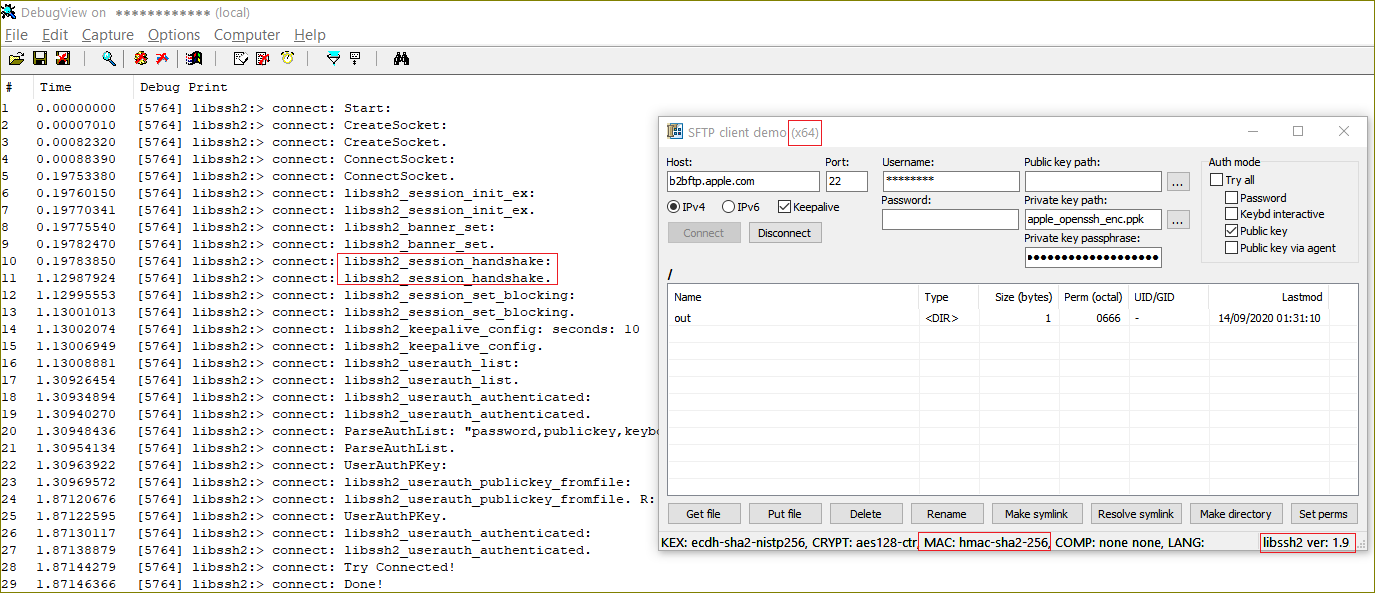 DebugView on ************ (local)
File Edit Capture Options Computer Help
# Time Debug Print
1 0.00000000 [5764] libssh2:> connect: Start:
2 0.00007010 [5764] libssh2:> connect: CreateSocket:
3 0.00082320 [5764] libssh2:> connect: CreateSocket.
4 0.00088390 [5764] libssh2:> connect: ConnectSocket:
5 0.19753380 [5764] libssh2:> connect: ConnectSocket.
6 0.19760150 [5764] libssh2:> connect: libssh2_session_init_ex:
7 0.19770341 [5764] libssh2:> connect: libssh2_session_init_ex.
8 0.19775540 [5764] libssh2:> connect: libssh2_banner_set:
9 0.19782470 [5764] libssh2:> connect: libssh2_banner_set.
10 0.19783850 [5764] libssh2:> connect: libssh2_session_handshake:
11 1.12987924 [5764] libssh2:> connect: libssh2_session_handshake.
12 1.12995553 [5764] libssh2:> connect: libssh2_session_set_blocking:
13 1.13001013 [5764] libssh2:> connect: libssh2_session_set_blocking.
14 1.13002074 [5764] libssh2:> connect: libssh2_keepalive_config: seconds: 10
15 1.13006949 [5764] libssh2:> connect: libssh2_keepalive_config.
16 1.13008881 [5764] libssh2:> connect: libssh2_userauth_list:
17 1.30926454 [5764] libssh2:> connect: libssh2_userauth_list.
18 1.30934894 [5764] libssh2:> connect: libssh2_userauth_authenticated:
19 1.30940270 [5764] libssh2:> connect: libssh2_userauth_authenticated.
20 1.30948436 [5764] libssh2:> connect: ParseAuthList: "password,publickey,keybo
21 1.30954134 [5764] libssh2:> connect: ParseAuthList.
22 1.30963922 [5764] libssh2:> connect: UserAuthPKey:
23 1.30969572 [5764] libssh2:> connect: libssh2_userauth_publickey_fromfile:
24 1.87120676 [5764] libssh2:> connect: libssh2_userauth_publickey_fromfile. R:
25 1.87122595 [5764] libssh2:> connect: UserAuthPKey.
26 1.87130117 [5764] libssh2:> connect: libssh2_userauth_authenticated:
27 1.87138879 [5764] libssh2:> connect: libssh2_userauth_authenticated.
28 1.87144279 [5764] libssh2:> connect: Try Connected!
29 1.87146366 [5764] libssh2:> connect: Done!
SFTP client demo (x64)
Host: Port: Username: Public key path: Auth mode
b2bftp.apple.com 22 ******** ... Try all
Password: Private key path: Password
IPv4 IPv6 Keepalive apple_openssh_enc.ppk ... Keybd interactive
Connect Disconnect Private key passphrase: Public key
●●●●●●●●●●●●●●●●●●● Public key via agent
/
Name Type Size (bytes) Perm (octal) UID/GID Lastmod
out <DIR> 1 0666 - 14/09/2020 01:31:10
Get file Put file Delete Rename Make symlink Resolve symlink Make directory Set perms
KEX: ecdh-sha2-nistp256, CRYPT: aes128-ctr, MAC: hmac-sha2-256, COMP: none none, LANG: libssh2 ver: 1.9